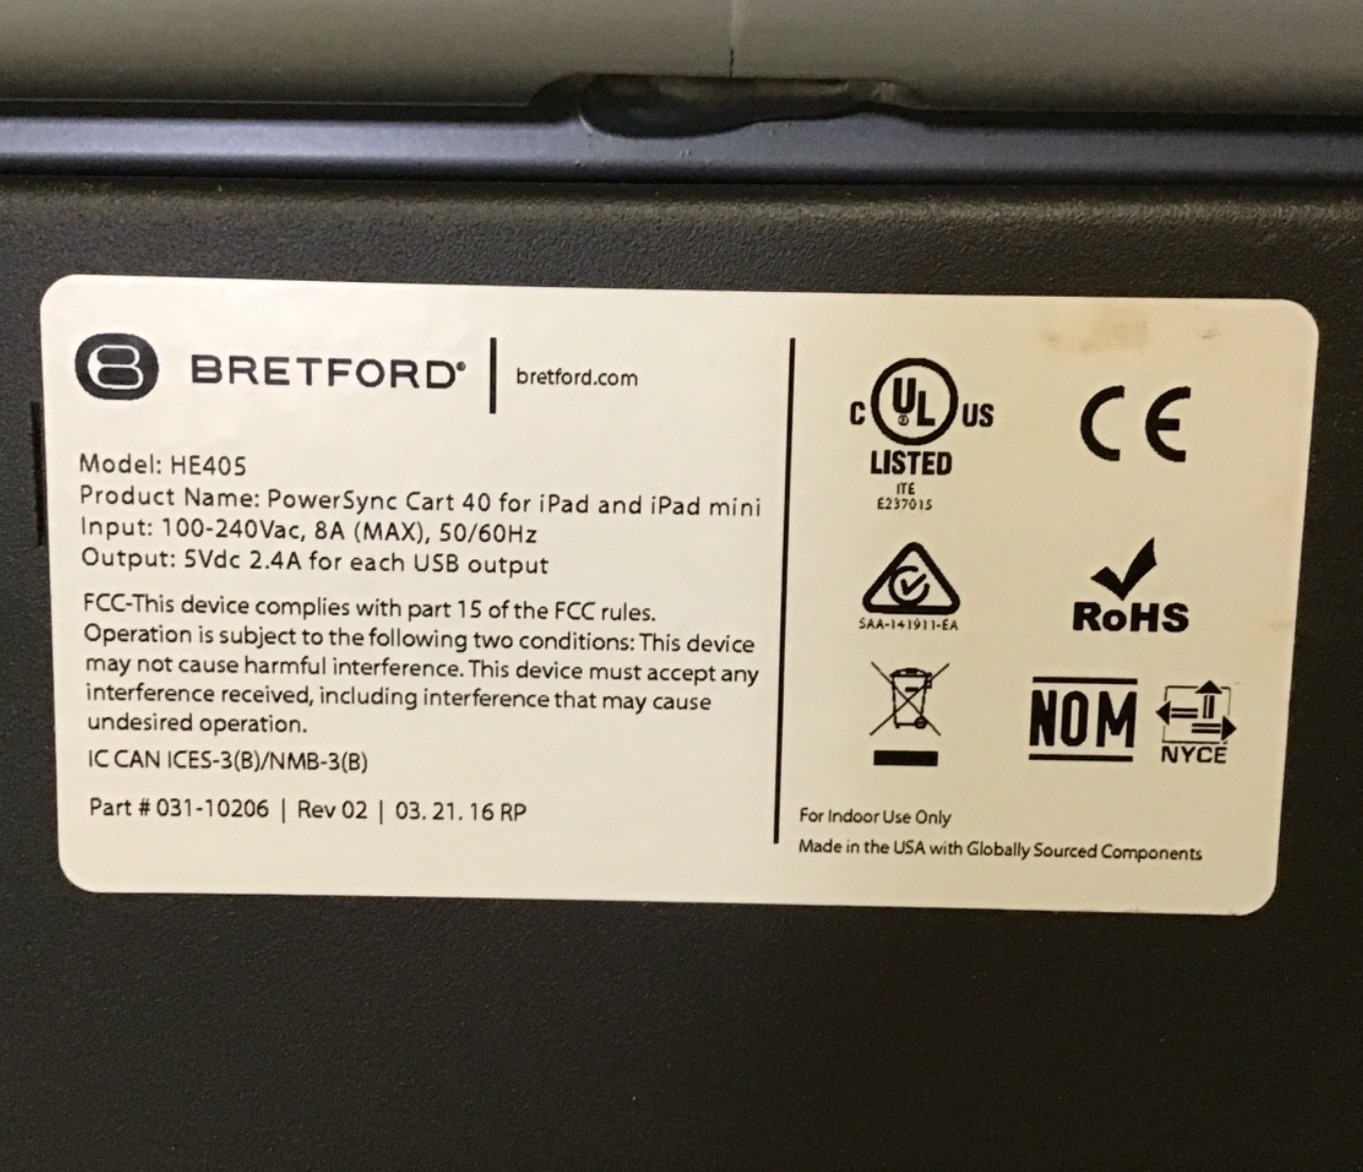 BRETFORD® | bretford.com
Model: HE405
Product Name: PowerSync Cart 40 for iPad and iPad mini
Input: 100-240Vac, 8A (MAX), 50/60Hz
Output: 5Vdc 2.4A for each USB output
FCC-This device complies with part 15 of the FCC rules.
Operation is subject to the following two conditions: This device
may not cause harmful interference. This device must accept any
interference received, including interference that may cause
undesired operation.
IC CAN ICES-3(B)/NMB-3(B)
Part # 031-10206 | Rev 02 | 03. 21. 16 RP
C UL® US
LISTED
ITE
E237015
CE
SAA-141911-EA
RoHS
NOM
NYCE
For Indoor Use Only
Made in the USA with Globally Sourced Components